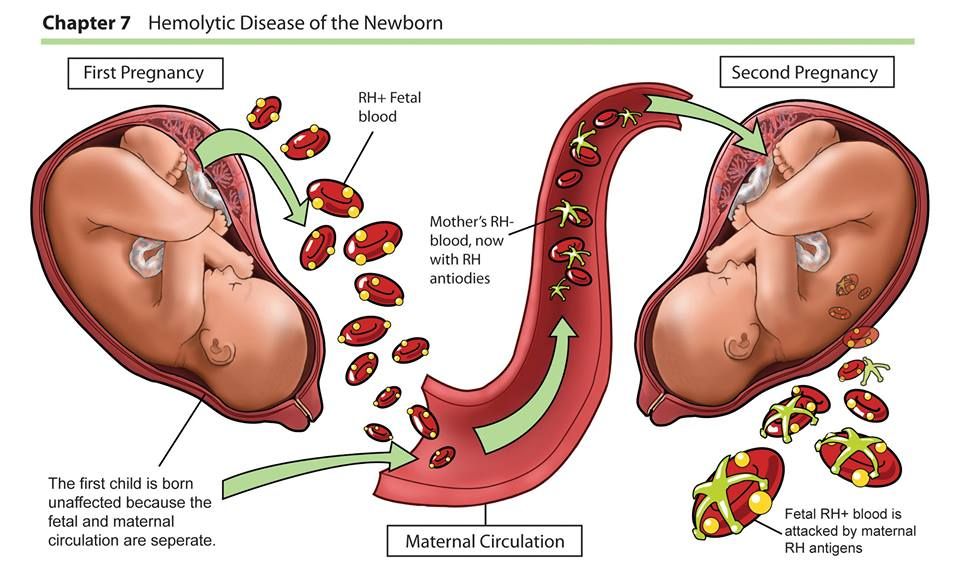 Chapter 7 Hemolytic Disease of the Newborn
First Pregnancy
Second Pregnancy
RH+ Fetal
blood
Mother's RH-
blood, now
with RH
antiodies
The first child is born
unaffected because the
fetal and maternal
circulation are seperate.
Maternal Circulation
Fetal RH+ blood is
attacked by maternal
RH antigens